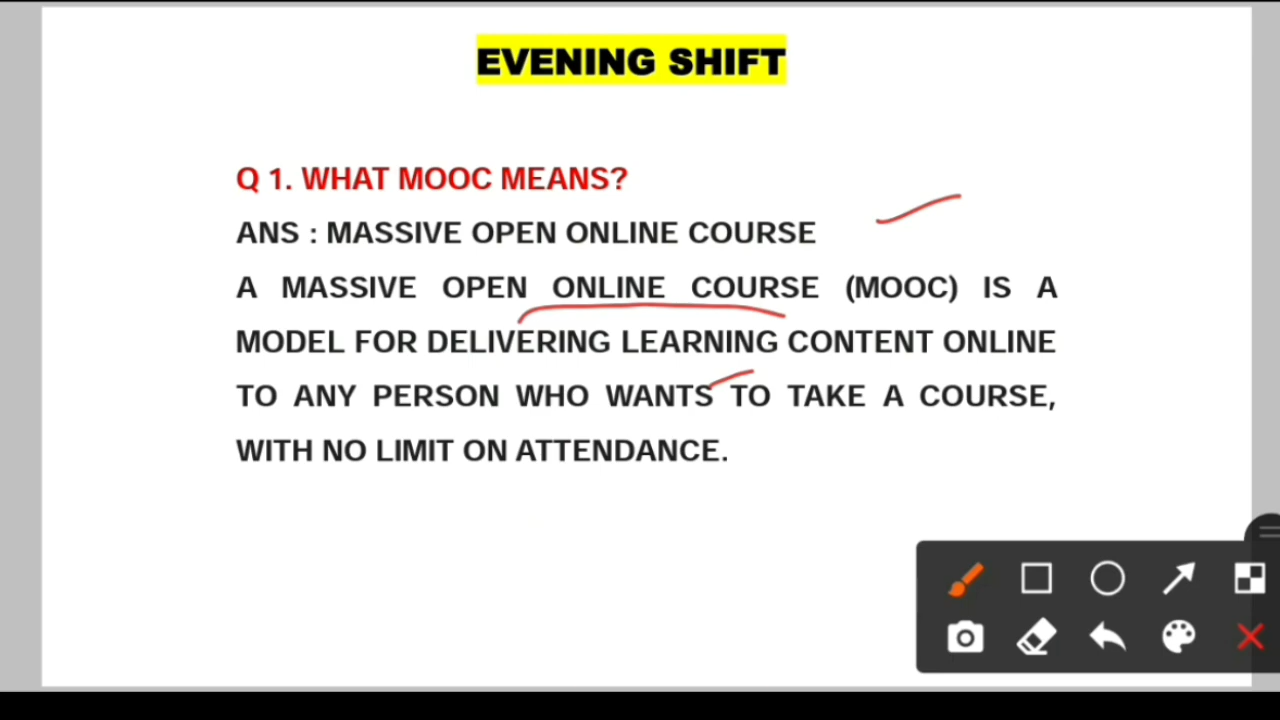 EVENING SHIFT
Q 1. WHAT MOOC MEANS?
ANS : MASSIVE OPEN ONLINE COURSE
A MASSIVE OPEN ONLINE COURSE (MOOC) IS A
MODEL FOR DELIVERING LEARNING CONTENT ONLINE
TO ANY PERSON WHO WANTS TO TAKE A COURSE,
WITH NO LIMIT ON ATTENDANCE.